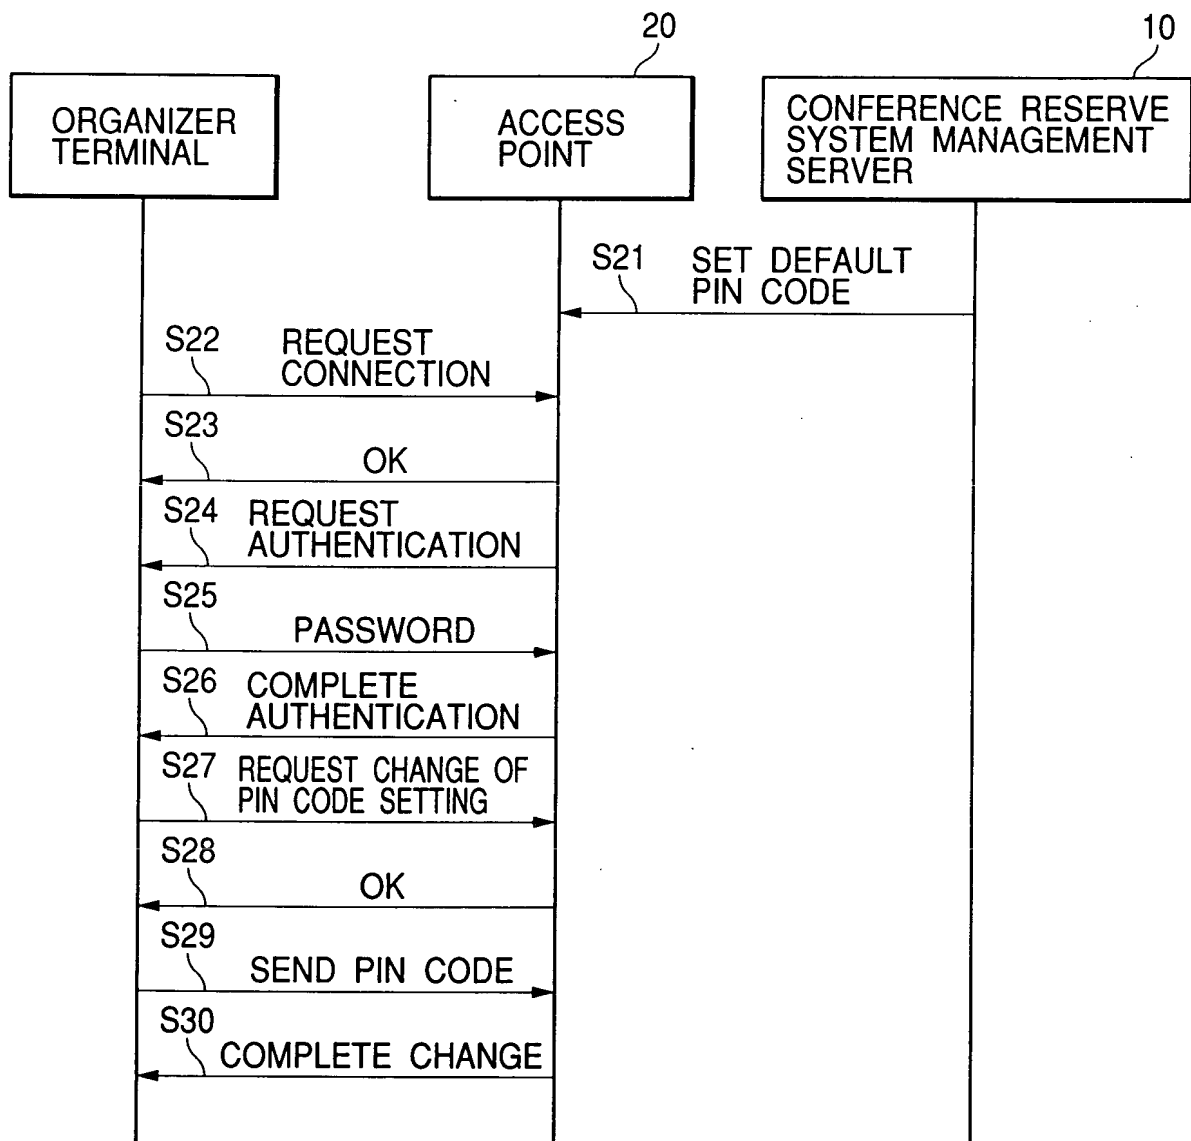 20
10
ORGANIZER
TERMINAL
ACCESS
POINT
CONFERENCE RESERVE
SYSTEM MANAGEMENT
SERVER
S21
SET DEFAULT
PIN CODE
S22
REQUEST
CONNECTION
S23
OK
S24
REQUEST
AUTHENTICATION
S25
PASSWORD
S26
COMPLETE
AUTHENTICATION
S27
REQUEST CHANGE OF
PIN CODE SETTING
S28
OK
S29
SEND PIN CODE
S30
COMPLETE CHANGE